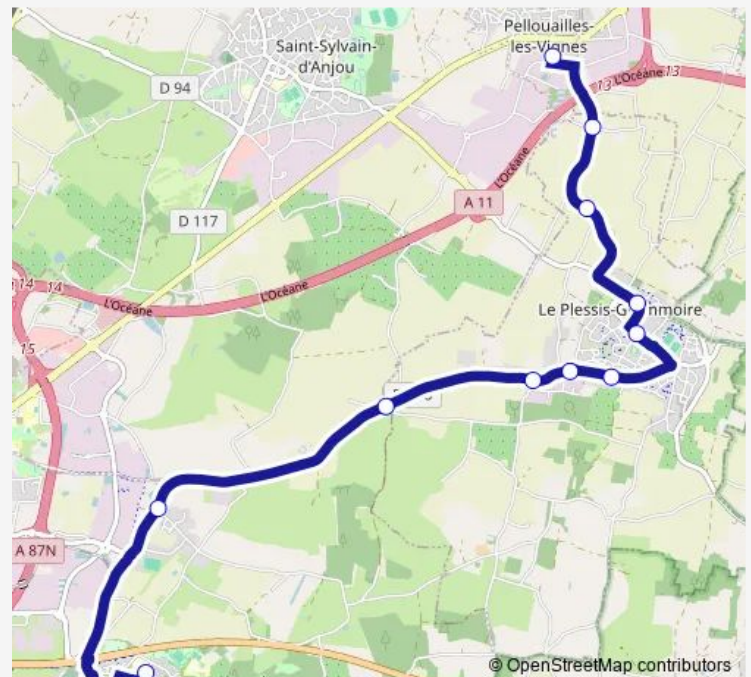 Pellouailles-
les-Vignes
Saint-Sylvain-
d'Anjou
D 94
13 L'Océane 13
L'Océane
A 11
D 117
14 14
L'Océane
L'Océane
Le Plessis-G nmoire
15
A 87N
© OpenStreetMap contributors